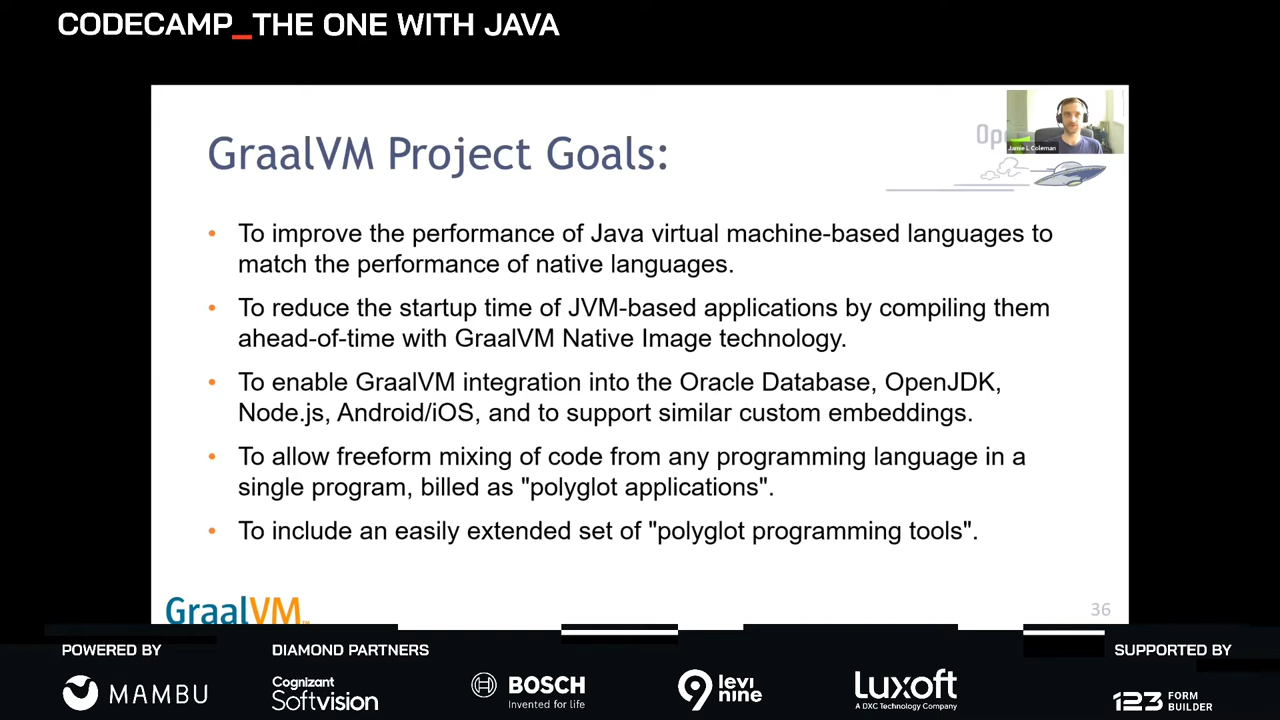 CODECAMP_THE ONE WITH JAVA
Jamie L Coleman
GraalVM Project Goals:
• To improve the performance of Java virtual machine-based languages to
match the performance of native languages.
• To reduce the startup time of JVM-based applications by compiling them
ahead-of-time with GraalVM Native Image technology.
• To enable GraalVM integration into the Oracle Database, OpenJDK,
Node.js, Android/iOS, and to support similar custom embeddings.
• To allow freeform mixing of code from any programming language in a
single program, billed as "polyglot applications".
• To include an easily extended set of "polyglot programming tools".
GraalVM
36
POWERED BY
MAMBU
DIAMOND PARTNERS
Cognizant
Softvision
BOSCH
Invented for life
9 levi
nine
Luxoft
A DXC Technology Company
SUPPORTED BY
123 FORM
BUILDER